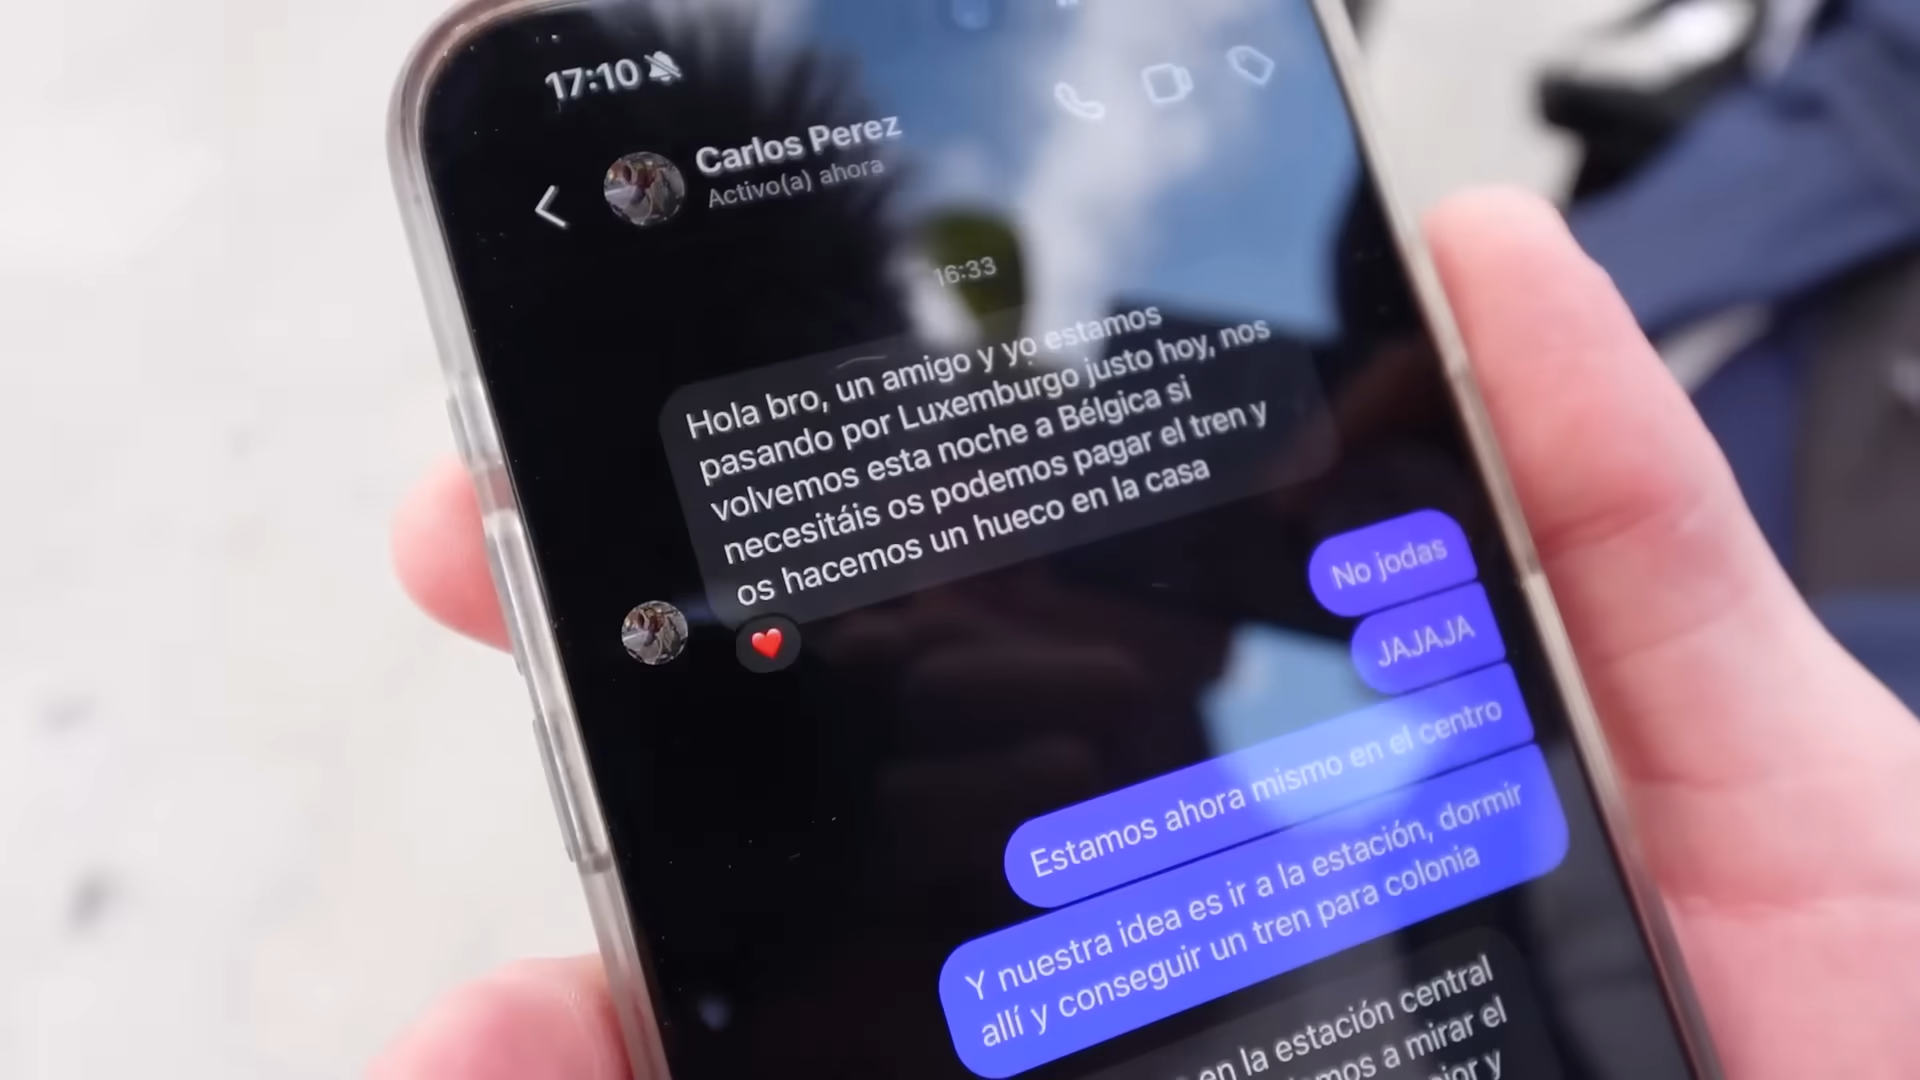 17:10
Carlos Perez
Activo(a) ahora
16:33
Hola bro, un amigo y yo estamos
pasando por Luxemburgo justo hoy, nos
volvemos esta noche a Bélgica si
necesitáis os podemos pagar el tren y
os hacemos un hueco en la casa
No jodas
JAJAJA
Estamos ahora mismo en el centro
Y nuestra idea es ir a la estación, dormir
allí y conseguir un tren para colonia
en la estación central
a mirar el
y